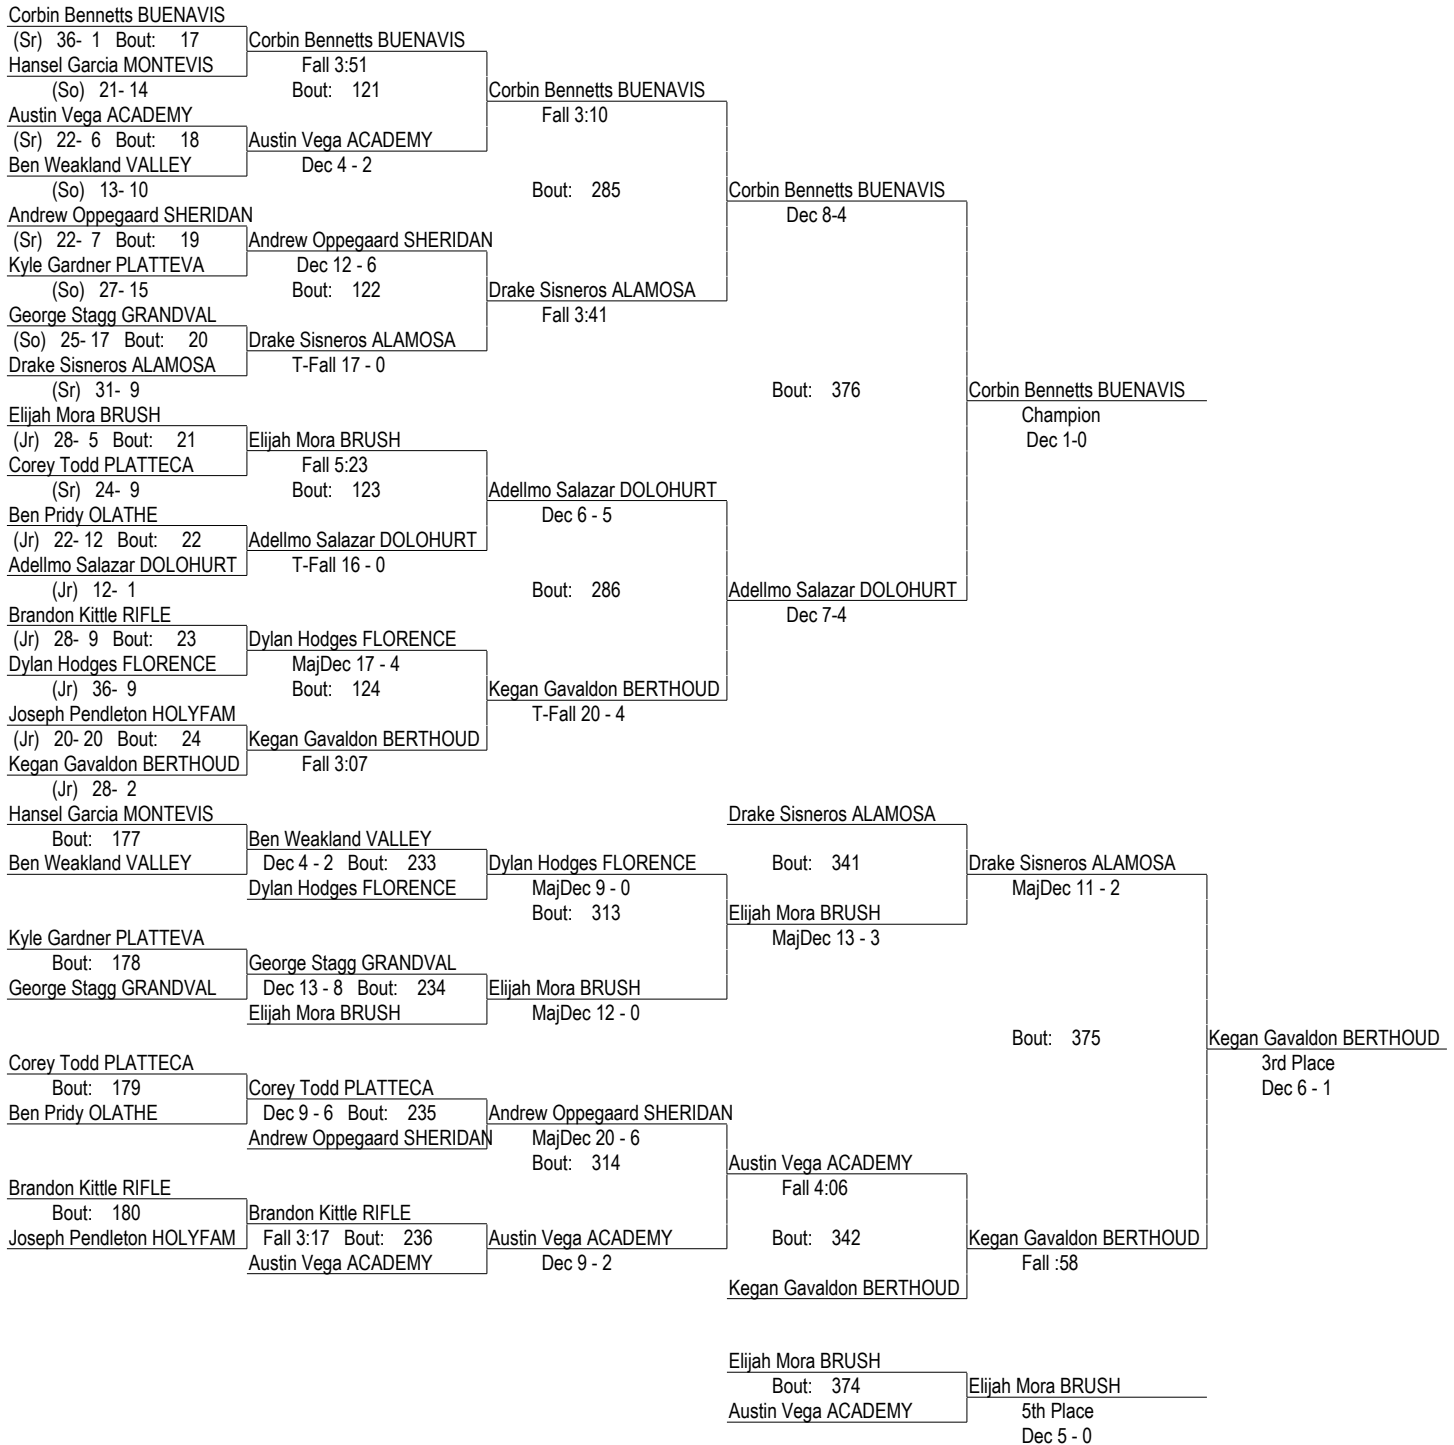 Corbin Bennetts BUENAVIS
(Sr) 36- 1 Bout: 17
Corbin Bennetts BUENAVIS
Hansel Garcia MONTEVIS
Fall 3:51
(So) 21- 14
Bout: 121
Corbin Bennetts BUENAVIS
Austin Vega ACADEMY
Fall 3:10
(Sr) 22- 6 Bout: 18
Austin Vega ACADEMY
Ben Weakland VALLEY
Dec 4 - 2
(So) 13- 10
Bout: 285
Corbin Bennetts BUENAVIS
Andrew Oppegaard SHERIDAN
Dec 8-4
(Sr) 22- 7 Bout: 19
Andrew Oppegaard SHERIDAN
Kyle Gardner PLATTEVA
Dec 12 - 6
(So) 27- 15
Bout: 122
Drake Sisneros ALAMOSA
George Stagg GRANDVAL
Fall 3:41
(So) 25- 17 Bout: 20
Drake Sisneros ALAMOSA
Drake Sisneros ALAMOSA
T-Fall 17 - 0
(Sr) 31- 9
Bout: 376
Corbin Bennetts BUENAVIS
Elijah Mora BRUSH
Champion
(Jr) 28- 5 Bout: 21
Elijah Mora BRUSH
Dec 1-0
Corey Todd PLATTECA
Fall 5:23
(Sr) 24- 9
Bout: 123
Adellmo Salazar DOLOHURT
Ben Pridy OLATHE
Dec 6 - 5
(Jr) 22- 12 Bout: 22
Adellmo Salazar DOLOHURT
Adellmo Salazar DOLOHURT
T-Fall 16 - 0
(Jr) 12- 1
Bout: 286
Adellmo Salazar DOLOHURT
Brandon Kittle RIFLE
Dec 7-4
(Jr) 28- 9 Bout: 23
Dylan Hodges FLORENCE
Dylan Hodges FLORENCE
MajDec 17 - 4
(Jr) 36- 9
Bout: 124
Kegan Gavaldon BERTHOUD
Joseph Pendleton HOLYFAM
T-Fall 20 - 4
(Jr) 20- 20 Bout: 24
Kegan Gavaldon BERTHOUD
Kegan Gavaldon BERTHOUD
Fall 3:07
(Jr) 28- 2
Hansel Garcia MONTEVIS
Drake Sisneros ALAMOSA
Bout: 177
Ben Weakland VALLEY
Ben Weakland VALLEY
Dec 4 - 2 Bout: 233
Dylan Hodges FLORENCE
Bout: 341
Drake Sisneros ALAMOSA
Dylan Hodges FLORENCE
MajDec 9 - 0
MajDec 11 - 2
Bout: 313
Elijah Mora BRUSH
Kyle Gardner PLATTEVA
MajDec 13 - 3
Bout: 178
George Stagg GRANDVAL
George Stagg GRANDVAL
Dec 13 - 8 Bout: 234
Elijah Mora BRUSH
Elijah Mora BRUSH
MajDec 12 - 0
Bout: 375
Kegan Gavaldon BERTHOUD
Corey Todd PLATTECA
3rd Place
Bout: 179
Corey Todd PLATTECA
Dec 6 - 1
Ben Pridy OLATHE
Dec 9 - 6 Bout: 235
Andrew Oppegaard SHERIDAN
Andrew Oppegaard SHERIDAN
MajDec 20 - 6
Bout: 314
Austin Vega ACADEMY
Brandon Kittle RIFLE
Fall 4:06
Bout: 180
Brandon Kittle RIFLE
Joseph Pendleton HOLYFAM
Fall 3:17 Bout: 236
Austin Vega ACADEMY
Bout: 342
Kegan Gavaldon BERTHOUD
Austin Vega ACADEMY
Dec 9 - 2
Fall :58
Kegan Gavaldon BERTHOUD
Elijah Mora BRUSH
Bout: 374
Elijah Mora BRUSH
Austin Vega ACADEMY
5th Place
Dec 5 - 0